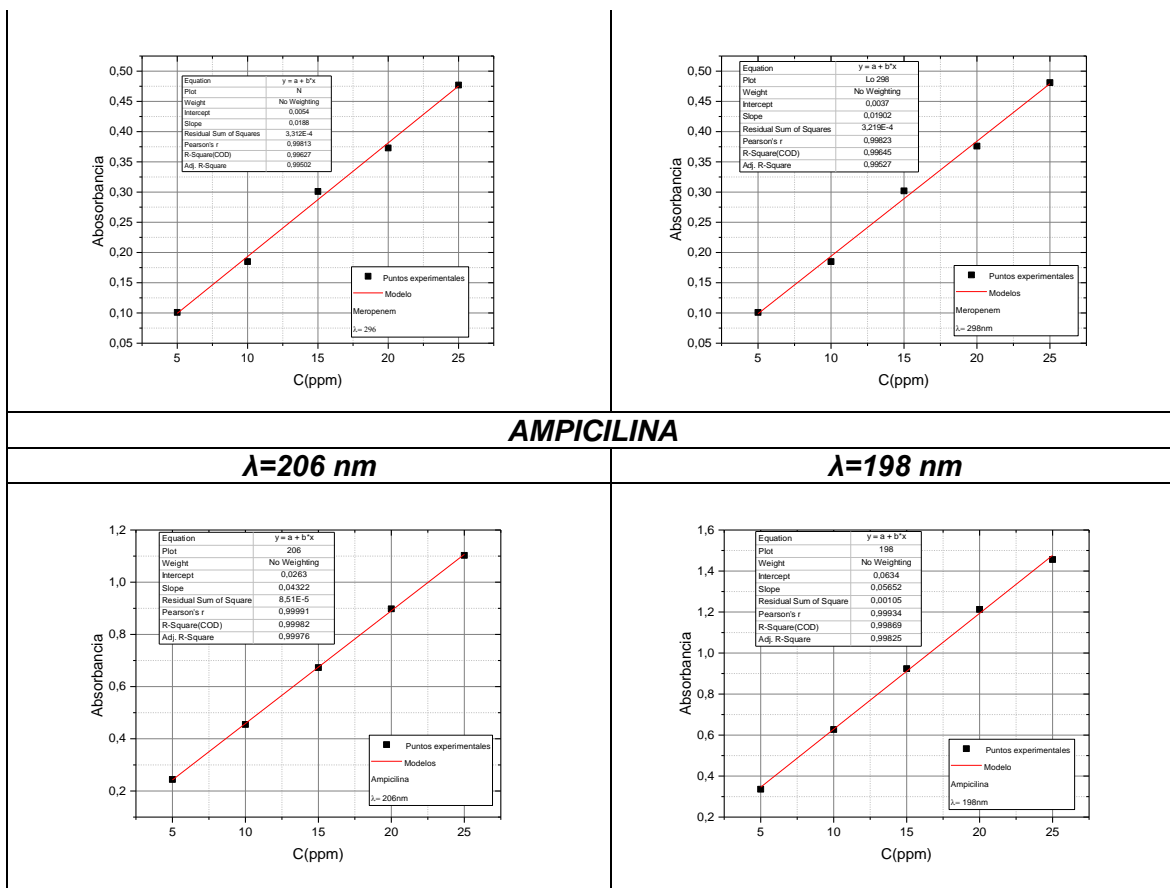 Equation y = a + b*x
Plot N
Weight No Weighting
Intercept 0,0054
Slope 0,0188
Residual Sum of Squares 3,312E-4
Pearson's r 0,99813
R-Square(COD) 0,99627
Adj. R-Square 0,99502
0,50
0,45
0,40
0,35
0,30
0,25
0,20
0,15
0,10
0,05
Abosorbancia
Puntos experimentales
Modelo
Meropenem
λ= 296
5 10 15 20 25
C(ppm)
Equation y = a + b*x
Plot Lo 298
Weight No Weighting
Intercept 0,0037
Slope 0,01902
Residual Sum of Squares 3,219E-4
Pearson's r 0,99823
R-Square(COD) 0,99645
Adj. R-Square 0,99527
0,50
0,45
0,40
0,35
0,30
0,25
0,20
0,15
0,10
0,05
Absorbancia
Puntos experimentales
Modelos
Meropenem
λ= 298nm
5 10 15 20 25
C(ppm)
AMPICILINA
λ=206 nm
λ=198 nm
Equation y = a + b*x
Plot 206
Weight No Weighting
Intercept 0,0263
Slope 0,04322
Residual Sum of Square 8,51E-5
Pearson's r 0,99991
R-Square(COD) 0,99982
Adj. R-Square 0,99976
1,2
1,0
0,8
0,6
0,4
0,2
Absorbancia
Puntos experimentales
Modelos
Ampicilina
λ= 206nm
5 10 15 20 25
C(ppm)
Equation y = a + b*x
Plot 198
Weight No Weighting
Intercept 0,0634
Slope 0,05652
Residual Sum of Square 0,00105
Pearson's r 0,99934
R-Square(COD) 0,99869
Adj. R-Square 0,99825
1,6
1,4
1,2
1,0
0,8
0,6
0,4
0,2
Absorbancia
Puntos experimentales
Modelo
Ampicilina
λ= 198nm
5 10 15 20 25
C(ppm)